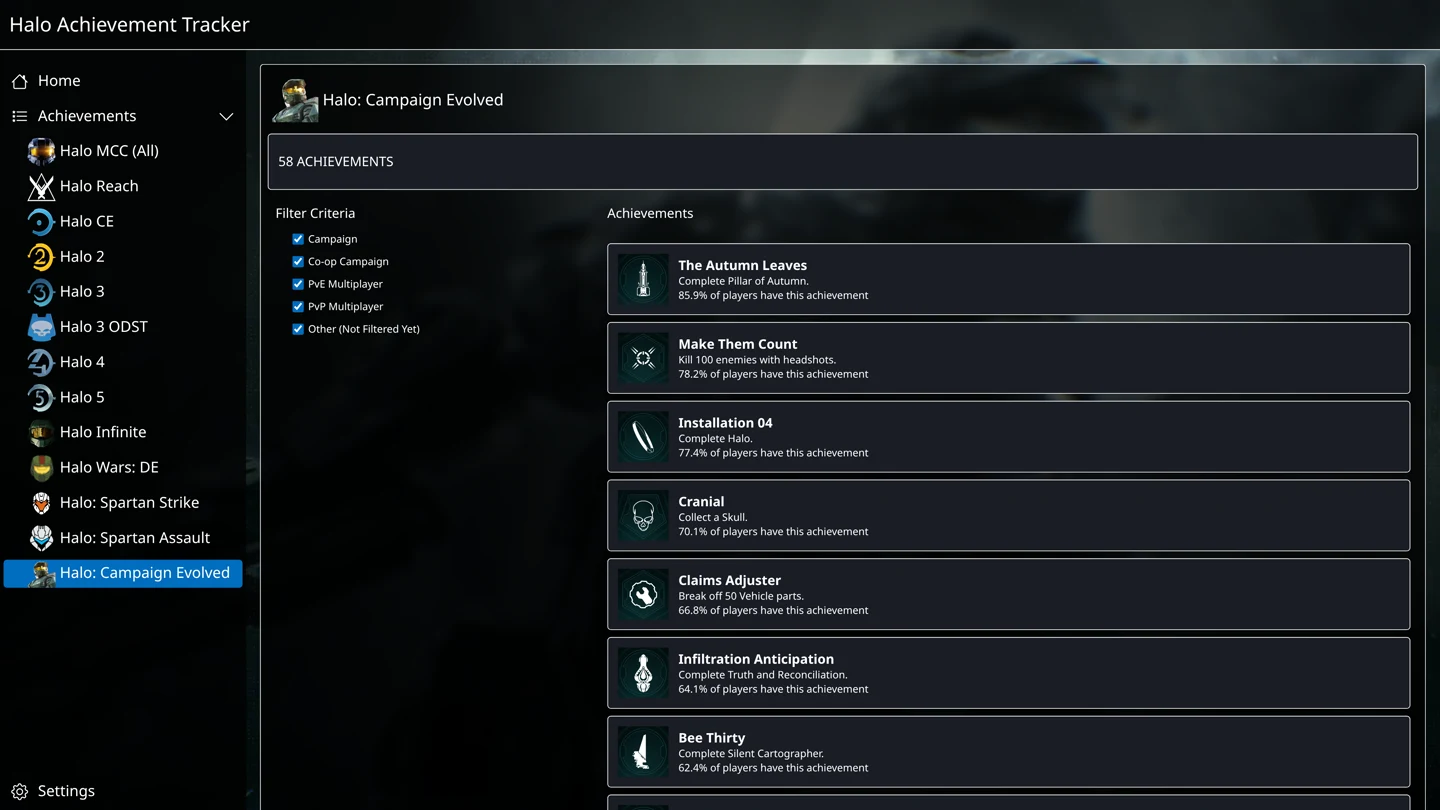 Halo Achievement Tracker
Home
Achievements
Halo MCC (All)
Halo Reach
Halo CE
Halo 2
Halo 3
Halo 3 ODST
Halo 4
Halo 5
Halo Infinite
Halo Wars: DE
Halo: Spartan Strike
Halo: Spartan Assault
Halo: Campaign Evolved
Settings
Halo: Campaign Evolved
58 ACHIEVEMENTS
Filter Criteria
Campaign
Co-op Campaign
PvE Multiplayer
PvP Multiplayer
Other (Not Filtered Yet)
Achievements
The Autumn Leaves
Complete Pillar of Autumn.
85.9% of players have this achievement
Make Them Count
Kill 100 enemies with headshots.
78.2% of players have this achievement
Installation 04
Complete Halo.
77.4% of players have this achievement
Cranial
Collect a Skull.
70.1% of players have this achievement
Claims Adjuster
Break off 50 Vehicle parts.
66.8% of players have this achievement
Infiltration Anticipation
Complete Truth and Reconciliation.
64.1% of players have this achievement
Bee Thirty
Complete Silent Cartographer.
62.4% of players have this achievement